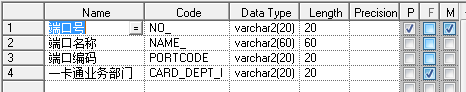 Name Code Data Type Length Precision P F M
1 端口号 = NO_ varchar2(20) 20
2 端口名称 NAME_ varchar2(60) 60
3 端口编码 PORTCODE varchar2(20) 20
4 一卡通业务部门 CARD_DEPT_I varchar2(20) 20